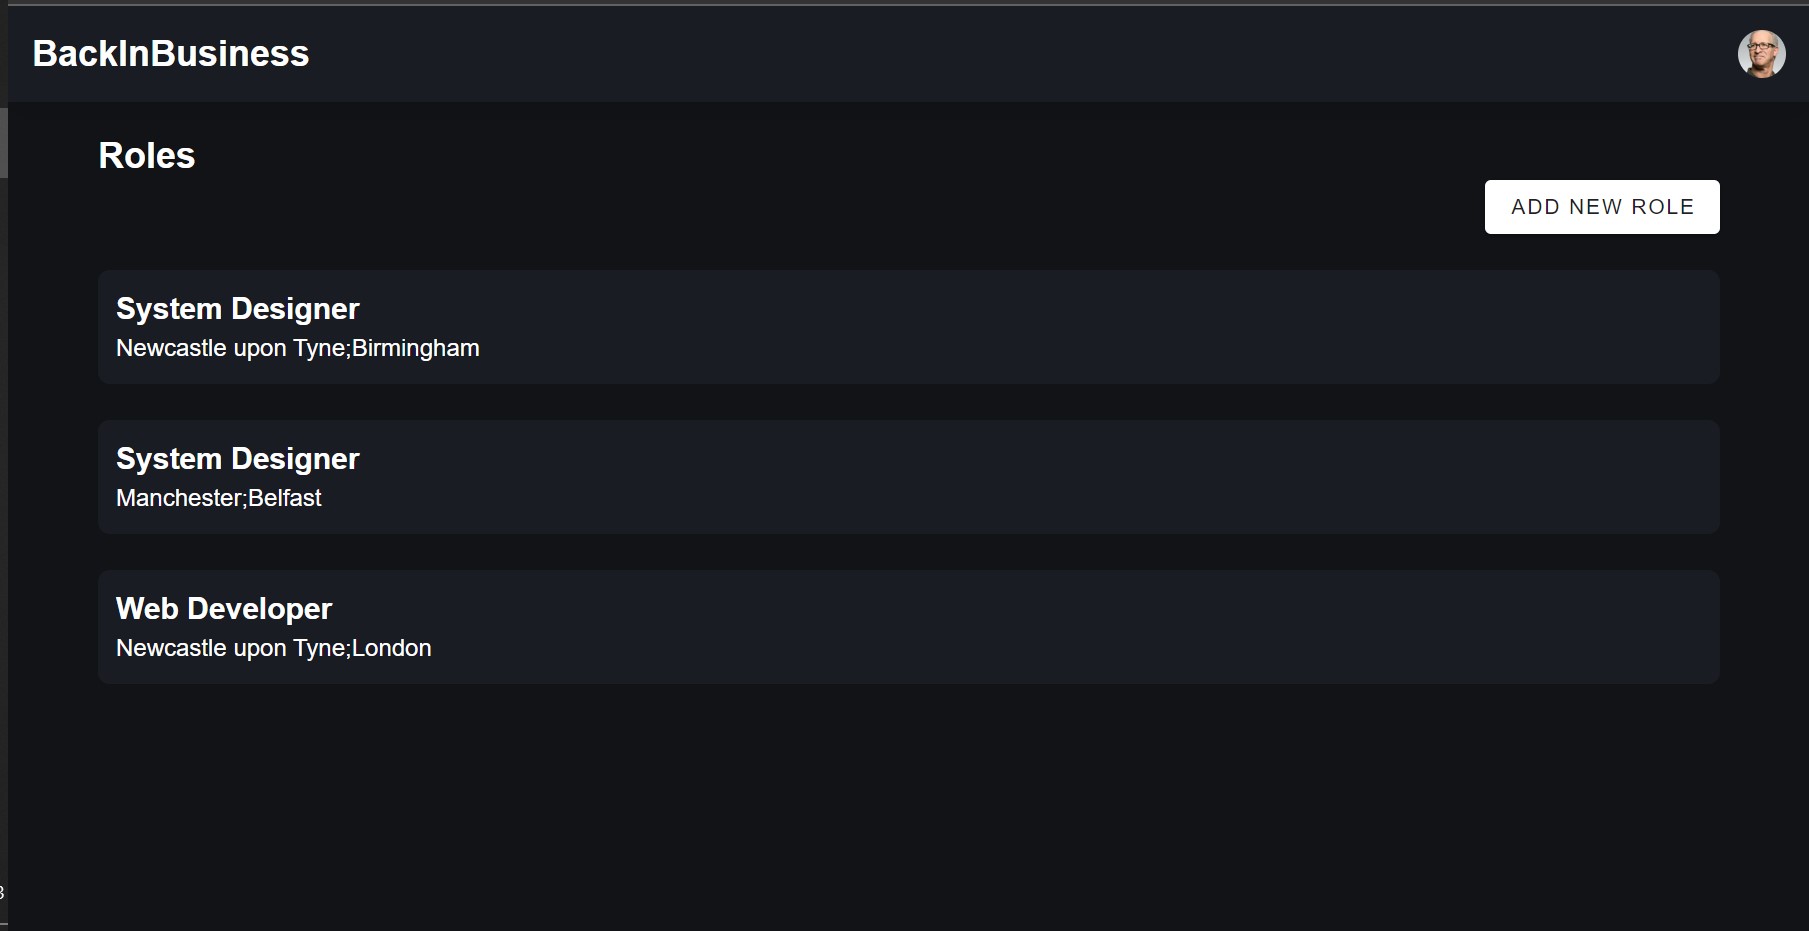 BackInBusiness
Roles
ADD NEW ROLE
System Designer
Newcastle upon Tyne;Birmingham
System Designer
Manchester;Belfast
Web Developer
Newcastle upon Tyne;London